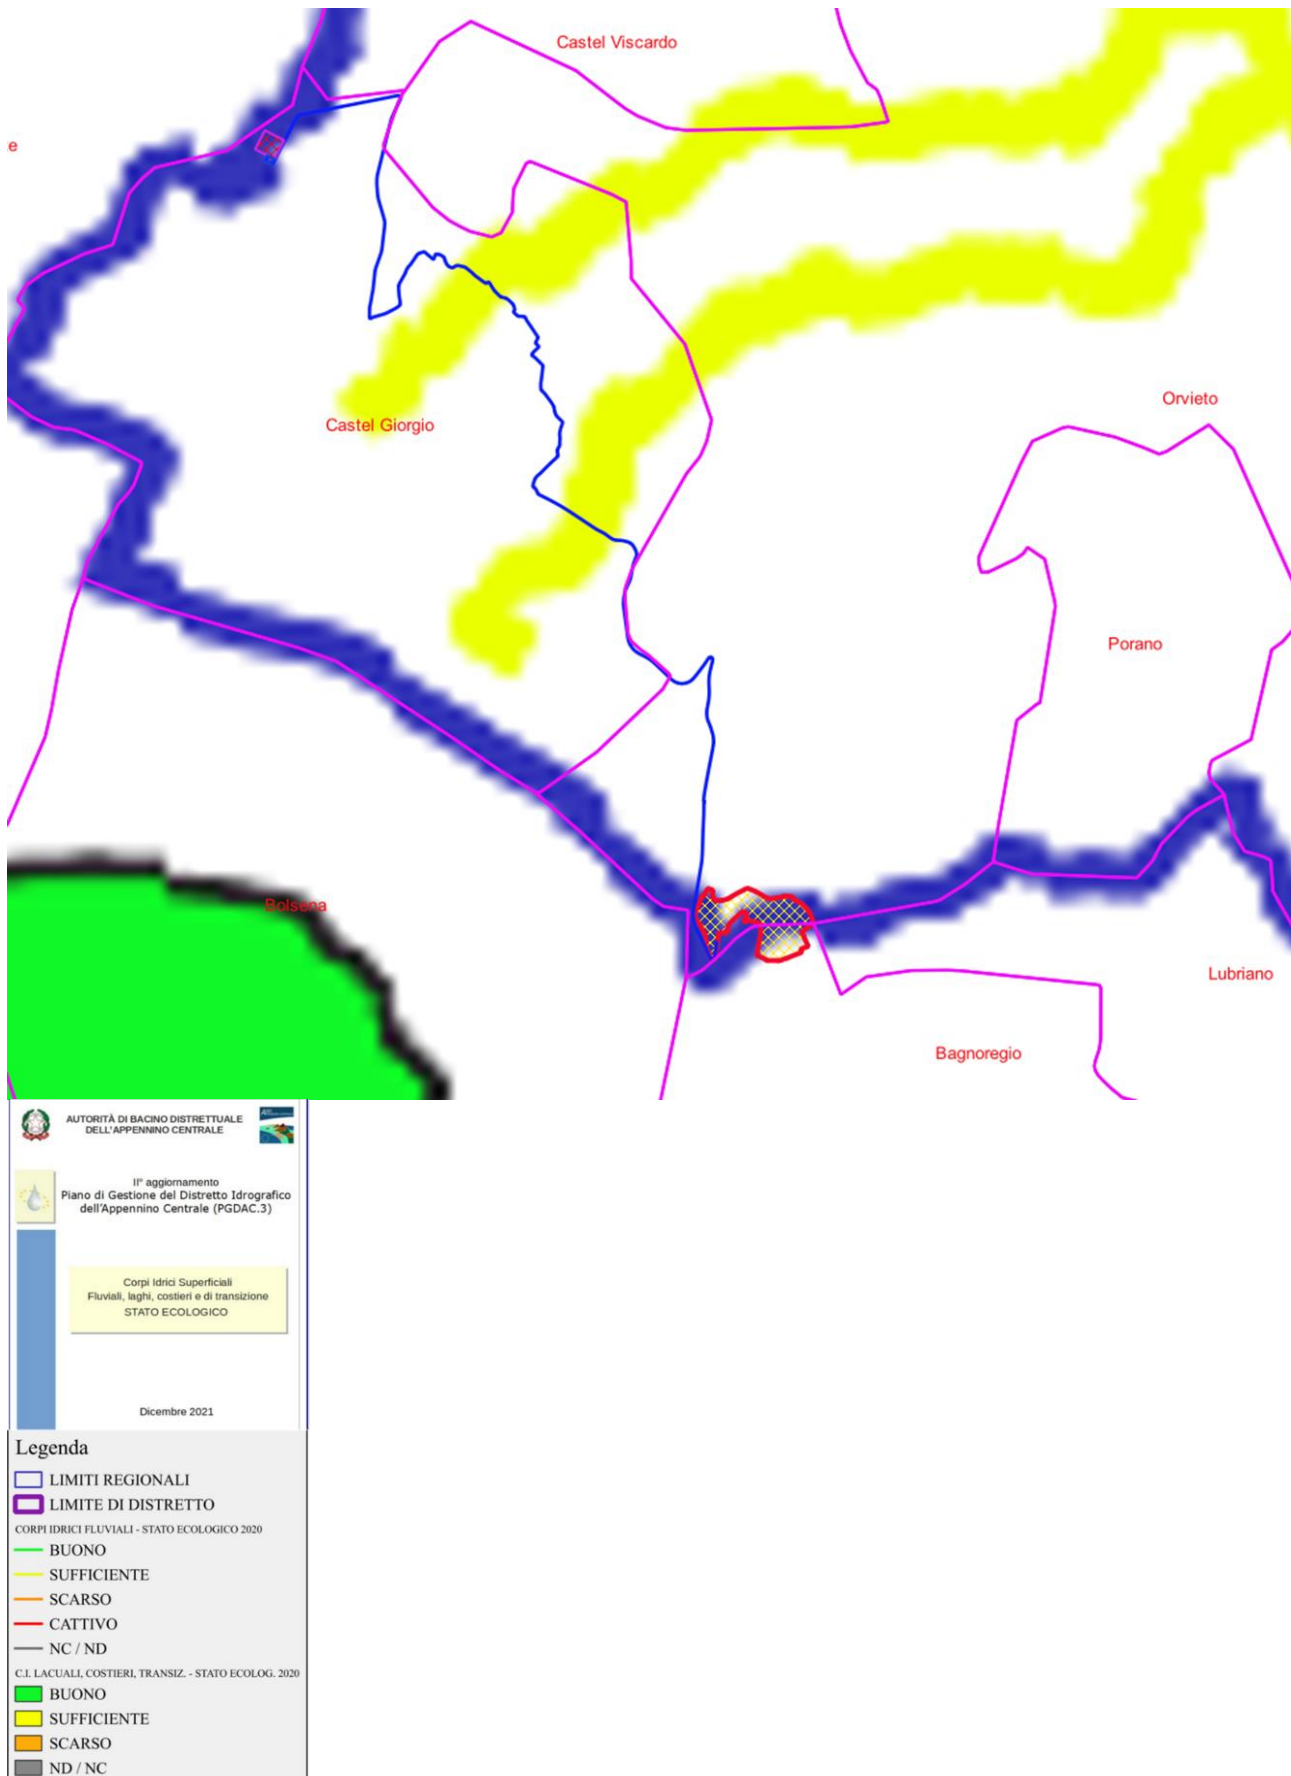 Castel Viscardo
e
Castel Giorgio
Orvieto
Porano
Bolsena
Lubriano
Bagnoregio
AUTORITÀ DI BACINO DISTRETTUALE
DELL'APPENNINO CENTRALE
II° aggiornamento
Piano di Gestione del Distretto Idrografico
dell'Appennino Centrale (PGDAC.3)
Corpi Idrici Superficiali
Fluviali, laghi, costieri e di transizione
STATO ECOLOGICO
Dicembre 2021
Legenda
LIMITI REGIONALI
LIMITE DI DISTRETTO
CORPI IDRICI FLUVIALI - STATO ECOLOGICO 2020
BUONO
SUFFICIENTE
SCARSO
CATTIVO
NC / ND
C.I. LACUALI, COSTIERI, TRANSIZ. - STATO ECOLOG. 2020
BUONO
SUFFICIENTE
SCARSO
ND / NC